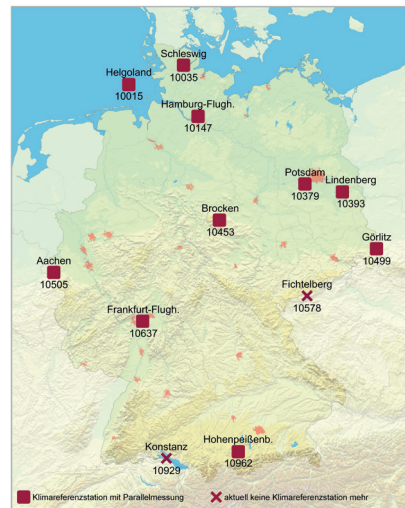 Schleswig
10035
Helgoland
10015
Hamburg-Flugh.
10147
Potsdam
10379
Lindenberg
10393
Brocken
10453
Görlitz
10499
Aachen
10505
Fichtelberg
10578
Frankfurt-Flugh.
10637
Konstanz
10929
Hohenpeißenb.
10962
Klimareferenzstation mit Parallelmessung
aktuell keine Klimareferenzstation mehr